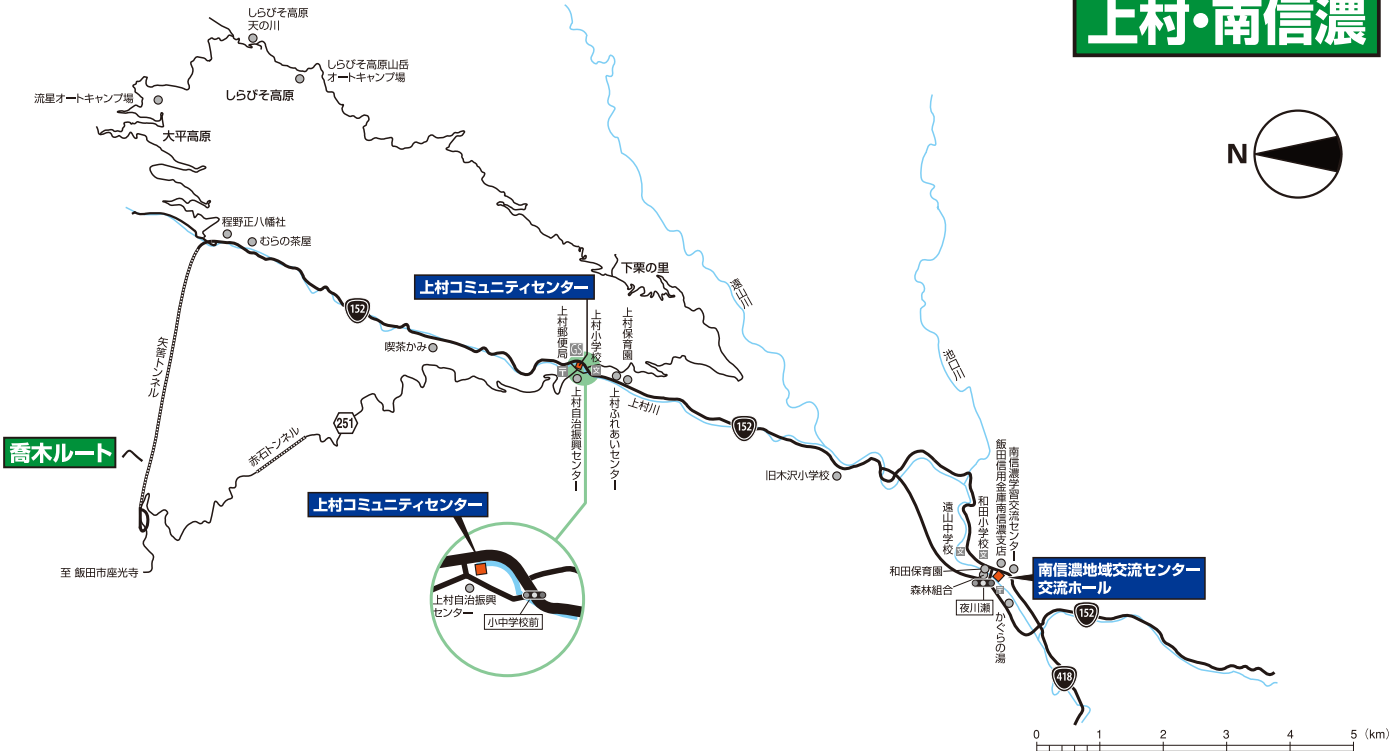 上村・南信濃
しらびそ高原
天の川
しらびそ高原山岳
オートキャンプ場
流星オートキャンプ場
しらびそ高原
大平高原
N
程野正八幡社
むらの茶屋
下栗の里
上村コミュニティセンター
152
遠山川
上村郵便局
GS
上村小学校
上村保育園
喫茶かみ
矢筈トンネル
池口川
〒
文
上村川
上村自治振興センター
上村ふれあいセンター
251
152
赤石トンネル
喬木ルート
旧木沢小学校
飯田信用金庫南信濃支店
南信濃学習交流センター
上村コミュニティセンター
遠山中学校
和田小学校
文
文
至 飯田市座光寺
和田保育園
森林組合
南信濃地域交流センター
交流ホール
〒
上村自治振興
センター
小中学校前
夜川瀬
かぐらの湯
152
418
0 1 2 3 4 5 (km)